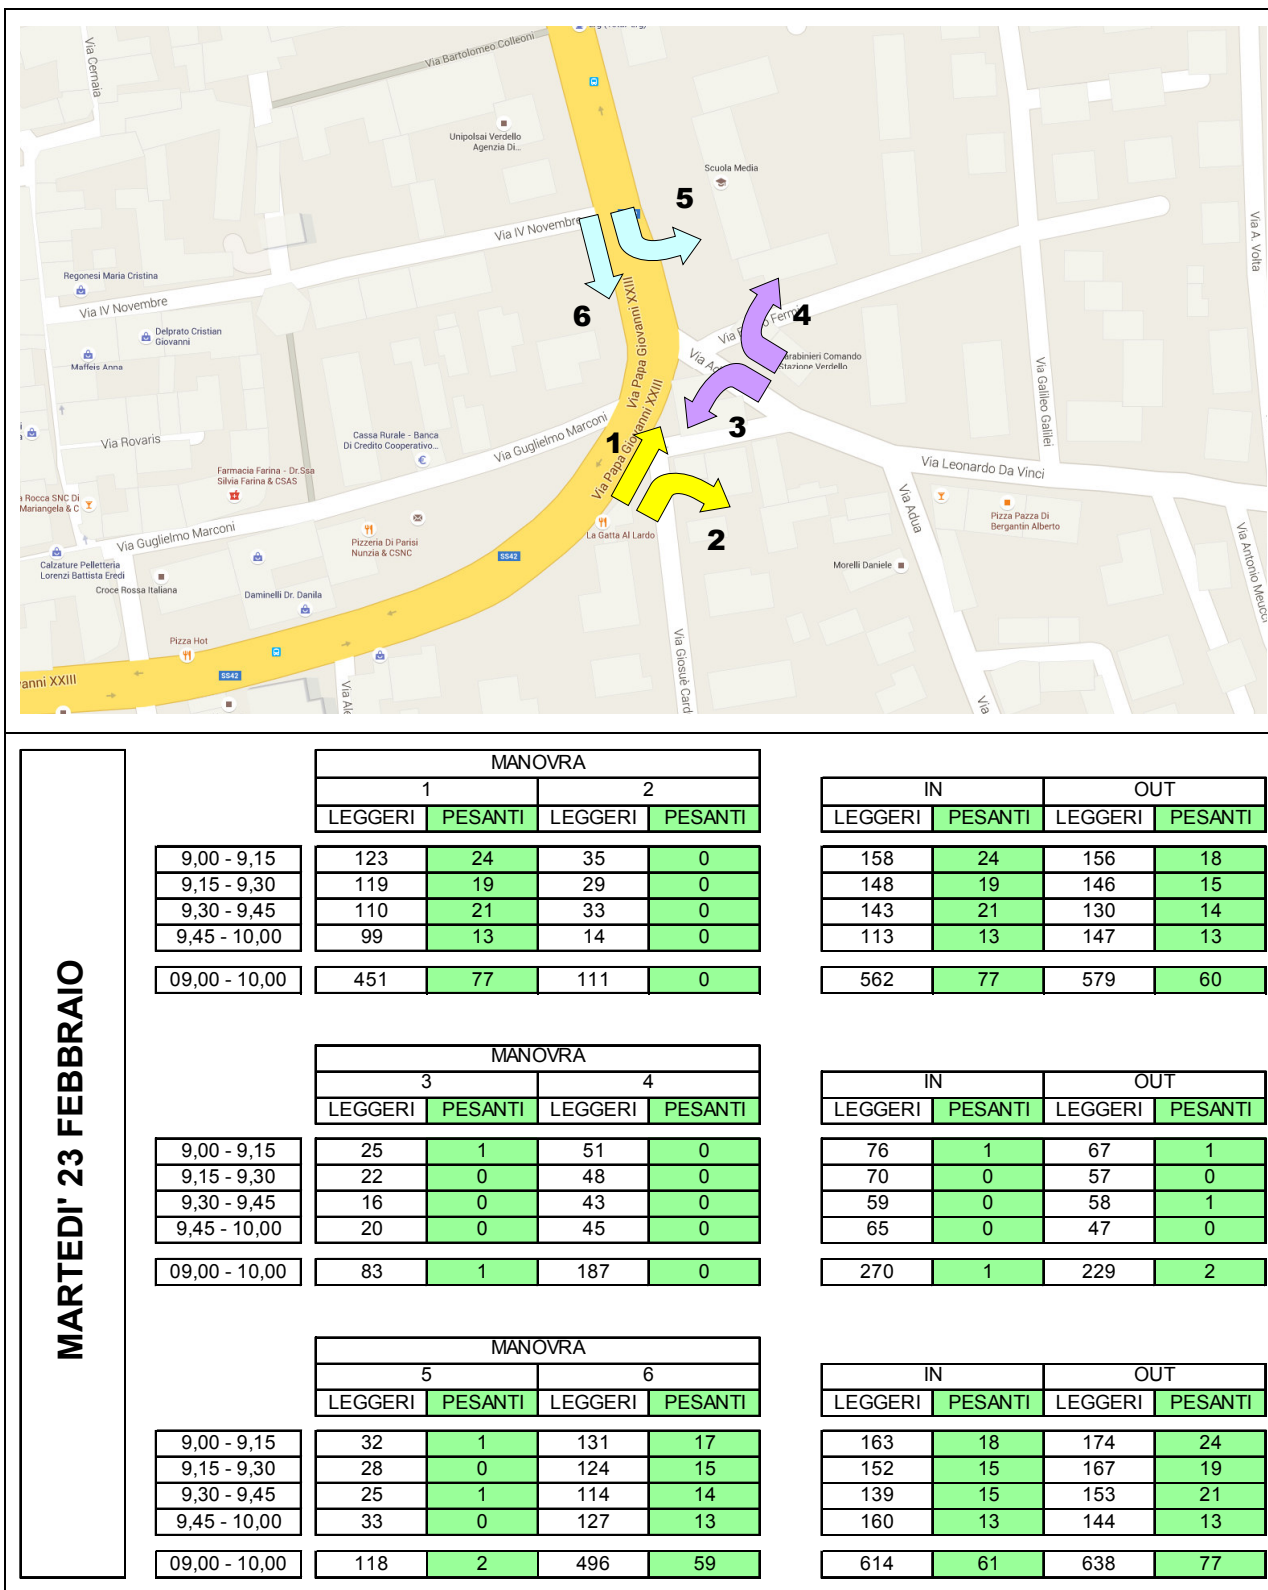 Via Cernaia
Via Bartolomeo Colleoni
Unipolsai Verdello
Agenzia Di...
Scuola Media
5
Via IV Novembre
Via A. Volta
Regonesi Maria Cristina
Via IV Novembre
6
4
Delprato Cristian
Giovanni
Maffeis Anna
Via Papa Giovanni XXIII
Carabinieri Comando
Stazione Verdello
Via Galileo Galilei
3
Via Rovaris
Cassa Rurale - Banca
Di Credito Cooperativo...
Via Guglielmo Marconi
1
Via Papa Giovanni XXIII
Via Leonardo Da Vinci
Farmacia Farina - Dr.Ssa
Silvia Farina & CSAS
a Rocca SNC Di
Mariangela & C
Via Adua
Pizza Pazza Di
Bergantin Alberto
Via Guglielmo Marconi
Pizzeria Di Parisi
Nunzia & CSNC
La Gatta Al Lardo
2
Via Antonio Meucci
SS42
Calzature Pelletteria
Lorenzi Battista Eredi
Croce Rossa Italiana
Daminelli Dr. Danila
Morelli Daniele
Pizza Hot
Via Giosuè Card
SS42
anni XXIII
Via Ale
Via
MARTEDI' 23 FEBBRAIO
MANOVRA
1 2 IN OUT
LEGGERI PESANTI LEGGERI PESANTI LEGGERI PESANTI LEGGERI PESANTI
9,00 - 9,15 123 24 35 0 158 24 156 18
9,15 - 9,30 119 19 29 0 148 19 146 15
9,30 - 9,45 110 21 33 0 143 21 130 14
9,45 - 10,00 99 13 14 0 113 13 147 13
09,00 - 10,00 451 77 111 0 562 77 579 60
MANOVRA
3 4 IN OUT
LEGGERI PESANTI LEGGERI PESANTI LEGGERI PESANTI LEGGERI PESANTI
9,00 - 9,15 25 1 51 0 76 1 67 1
9,15 - 9,30 22 0 48 0 70 0 57 0
9,30 - 9,45 16 0 43 0 59 0 58 1
9,45 - 10,00 20 0 45 0 65 0 47 0
09,00 - 10,00 83 1 187 0 270 1 229 2
MANOVRA
5 6 IN OUT
LEGGERI PESANTI LEGGERI PESANTI LEGGERI PESANTI LEGGERI PESANTI
9,00 - 9,15 32 1 131 17 163 18 174 24
9,15 - 9,30 28 0 124 15 152 15 167 19
9,30 - 9,45 25 1 114 14 139 15 153 21
9,45 - 10,00 33 0 127 13 160 13 144 13
09,00 - 10,00 118 2 496 59 614 61 638 77